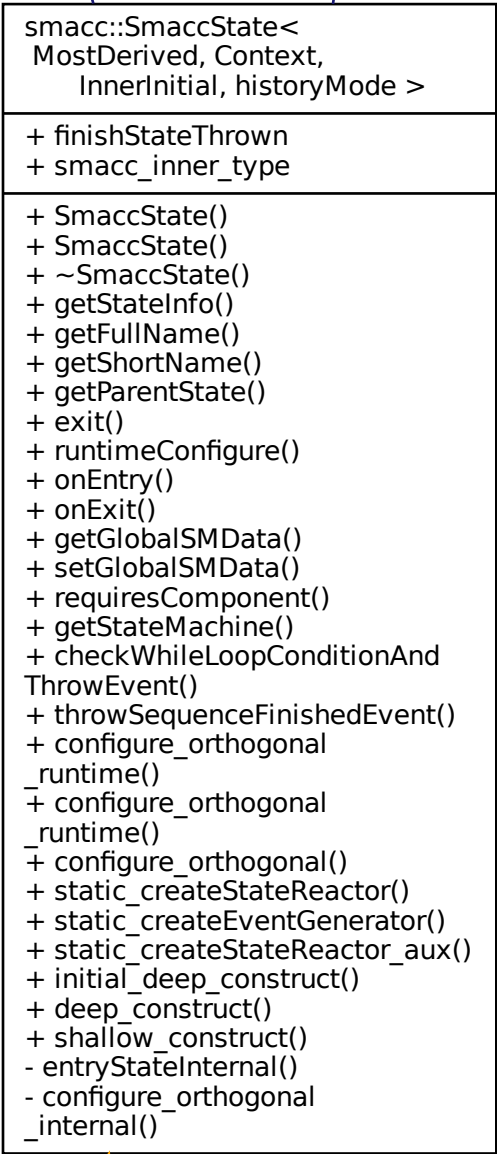 smacc::SmaccState<
MostDerived, Context,
InnerInitial, historyMode >
+ finishStateThrown
+ smacc_inner_type
+ SmaccState()
+ SmaccState()
+ ~SmaccState()
+ getStateInfo()
+ getFullName()
+ getShortName()
+ getParentState()
+ exit()
+ runtimeConfigure()
+ onEntry()
+ onExit()
+ getGlobalSMData()
+ setGlobalSMData()
+ requiresComponent()
+ getStateMachine()
+ checkWhileLoopConditionAnd
ThrowEvent()
+ throwSequenceFinishedEvent()
+ configure_orthogonal
_runtime()
+ configure_orthogonal
_runtime()
+ configure_orthogonal()
+ static_createStateReactor()
+ static_createEventGenerator()
+ static_createStateReactor_aux()
+ initial_deep_construct()
+ deep_construct()
+ shallow_construct()
- entryStateInternal()
- configure_orthogonal
_internal()